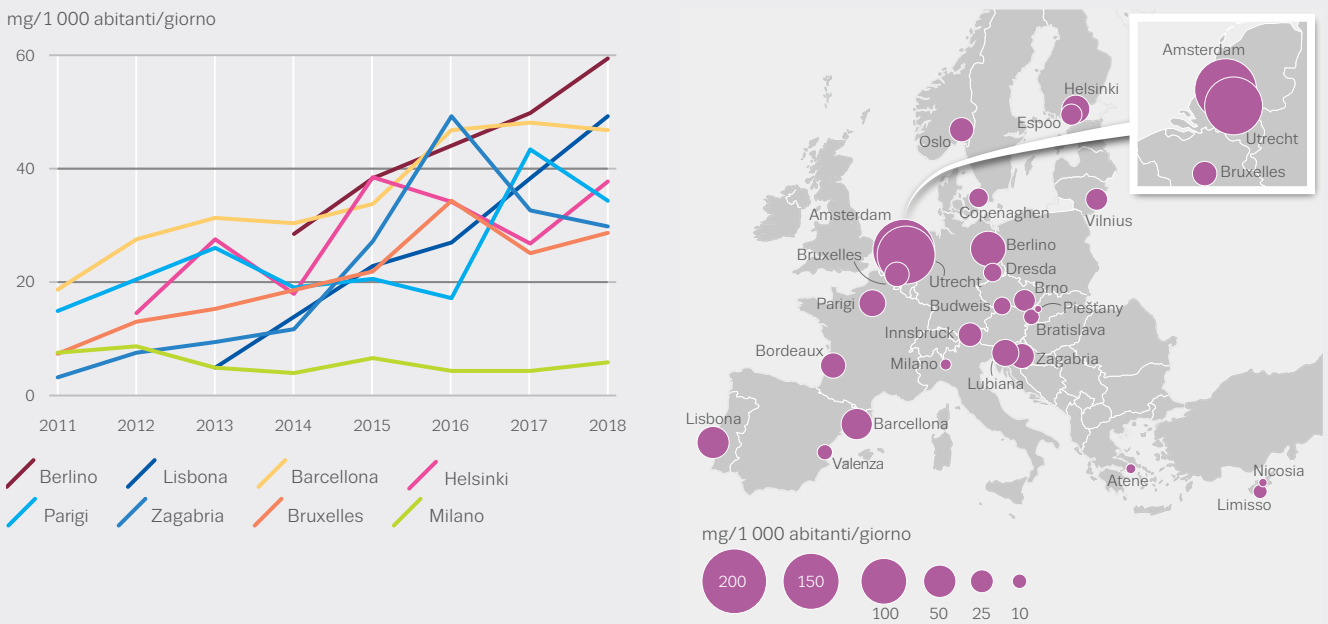 mg/1 000 abitanti/giorno
60
40
20
0
2011 2012 2013 2014 2015 2016 2017 2018
Berlino Lisbona Barcellona Helsinki
Parigi Zagabria Bruxelles Milano
Amsterdam
Utrecht
Bruxelles
Helsinki
Espoo
Oslo
Copenaghen
Vilnius
Amsterdam
Bruxelles
Berlino
Utrecht
Dresda
Brno
Parigi
Budweis
Piešťany
Bratislava
Innsbruck
Bordeaux
Milano
Zagabria
Lubiana
Lisbona
Barcellona
Valenza
Atene
Nicosia
Limisso
mg/1 000 abitanti/giorno
200 150
100 50 25 10